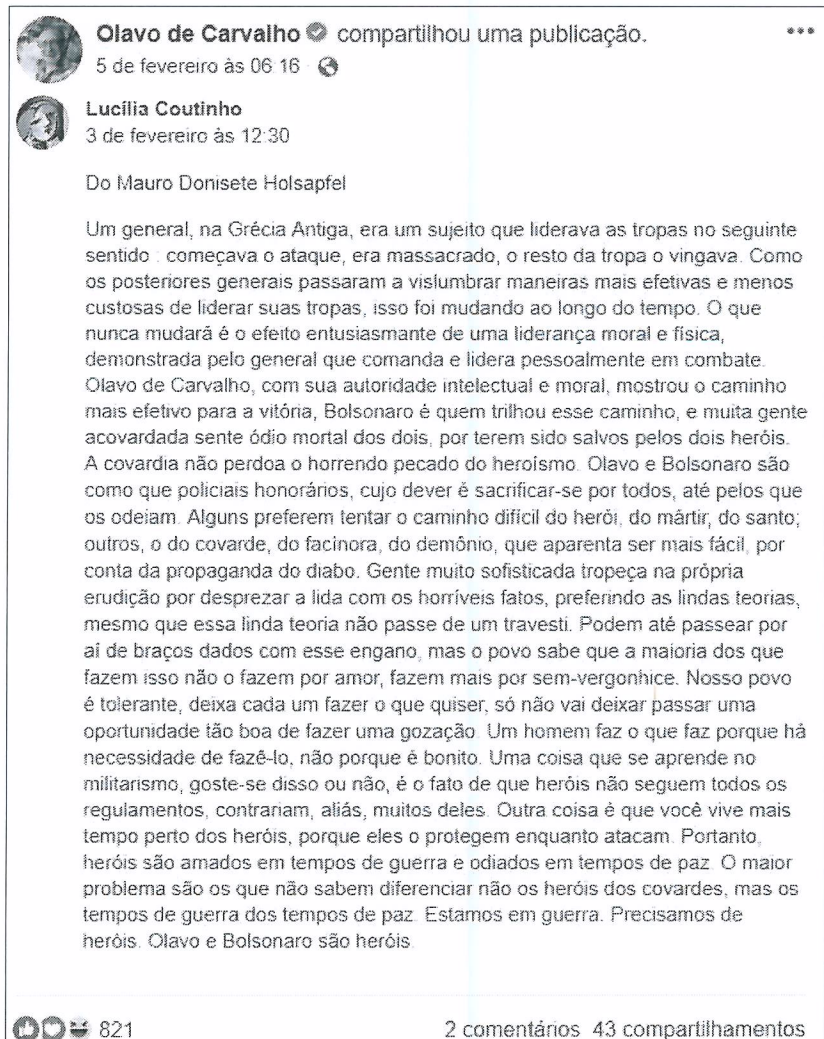 Olavo de Carvalho compartilhou uma publicação.
5 de fevereiro às 06:16
Lucília Coutinho
3 de fevereiro às 12:30
Do Mauro Donisete Holsapfel
Um general, na Grécia Antiga, era um sujeito que liderava as tropas no seguinte
sentido : começava o ataque, era massacrado, o resto da tropa o vingava. Como
os posteriores generais passaram a vislumbrar maneiras mais efetivas e menos
custosas de liderar suas tropas, isso foi mudando ao longo do tempo. O que
nunca mudará é o efeito entusiasmante de uma liderança moral e física,
demonstrada pelo general que comanda e lidera pessoalmente em combate.
Olavo de Carvalho, com sua autoridade intelectual e moral, mostrou o caminho
mais efetivo para a vitória, Bolsonaro é quem trilhou esse caminho, e muita gente
acovardada sente ódio mortal dos dois, por terem sido salvos pelos dois heróis.
A covardia não perdoa o horrendo pecado do heroísmo. Olavo e Bolsonaro são
como que policiais honorários, cujo dever é sacrificar-se por todos, até pelos que
os odeiam. Alguns preferem tentar o caminho difícil do herói, do mártir, do santo;
outros, o do covarde, do facínora, do demônio, que aparenta ser mais fácil, por
conta da propaganda do diabo. Gente muito sofisticada tropeça na própria
erudição por desprezar a lida com os horríveis fatos, preferindo as lindas teorias,
mesmo que essa linda teoria não passe de um travesti. Podem até passear por
aí de braços dados com esse engano, mas o povo sabe que a maioria dos que
fazem isso não o fazem por amor, fazem mais por sem-vergonhice. Nosso povo
é tolerante, deixa cada um fazer o que quiser, só não vai deixar passar uma
oportunidade tão boa de fazer uma gozação. Um homem faz o que faz porque há
necessidade de fazê-lo, não porque é bonito. Uma coisa que se aprende no
militarismo, goste-se disso ou não, é o fato de que heróis não seguem todos os
regulamentos, contrariam, aliás, muitos deles. Outra coisa é que você vive mais
tempo perto dos heróis, porque eles o protegem enquanto atacam. Portanto,
heróis são amados em tempos de guerra e odiados em tempos de paz. O maior
problema são os que não sabem diferenciar não os heróis dos covardes, mas os
tempos de guerra dos tempos de paz. Estamos em guerra. Precisamos de
heróis. Olavo e Bolsonaro são heróis.
821
2 comentários 43 compartilhamentos